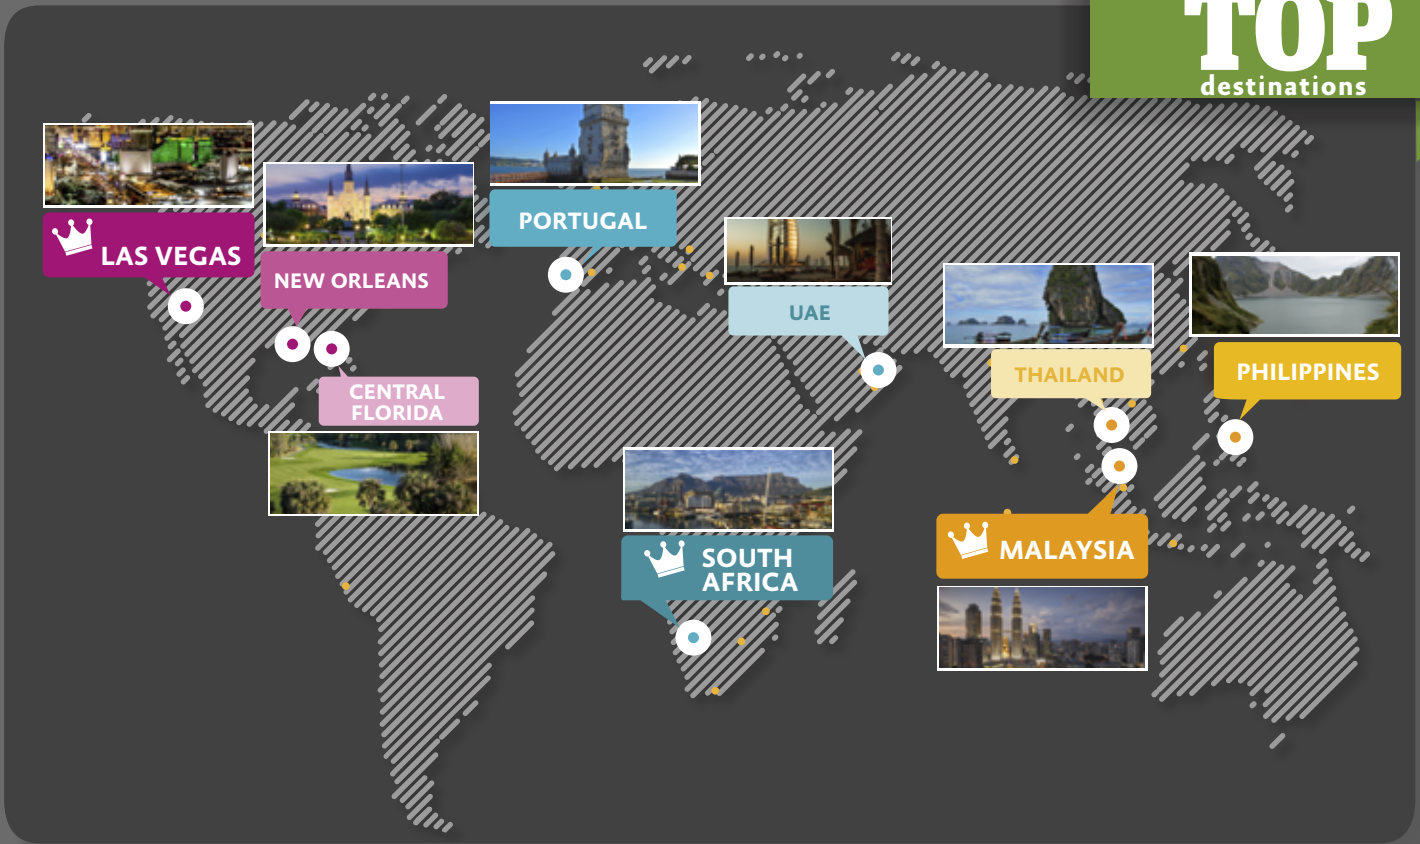 TOP
destinations
LAS VEGAS
NEW ORLEANS
PORTUGAL
UAE
THAILAND
PHILIPPINES
CENTRAL
FLORIDA
SOUTH
AFRICA
MALAYSIA